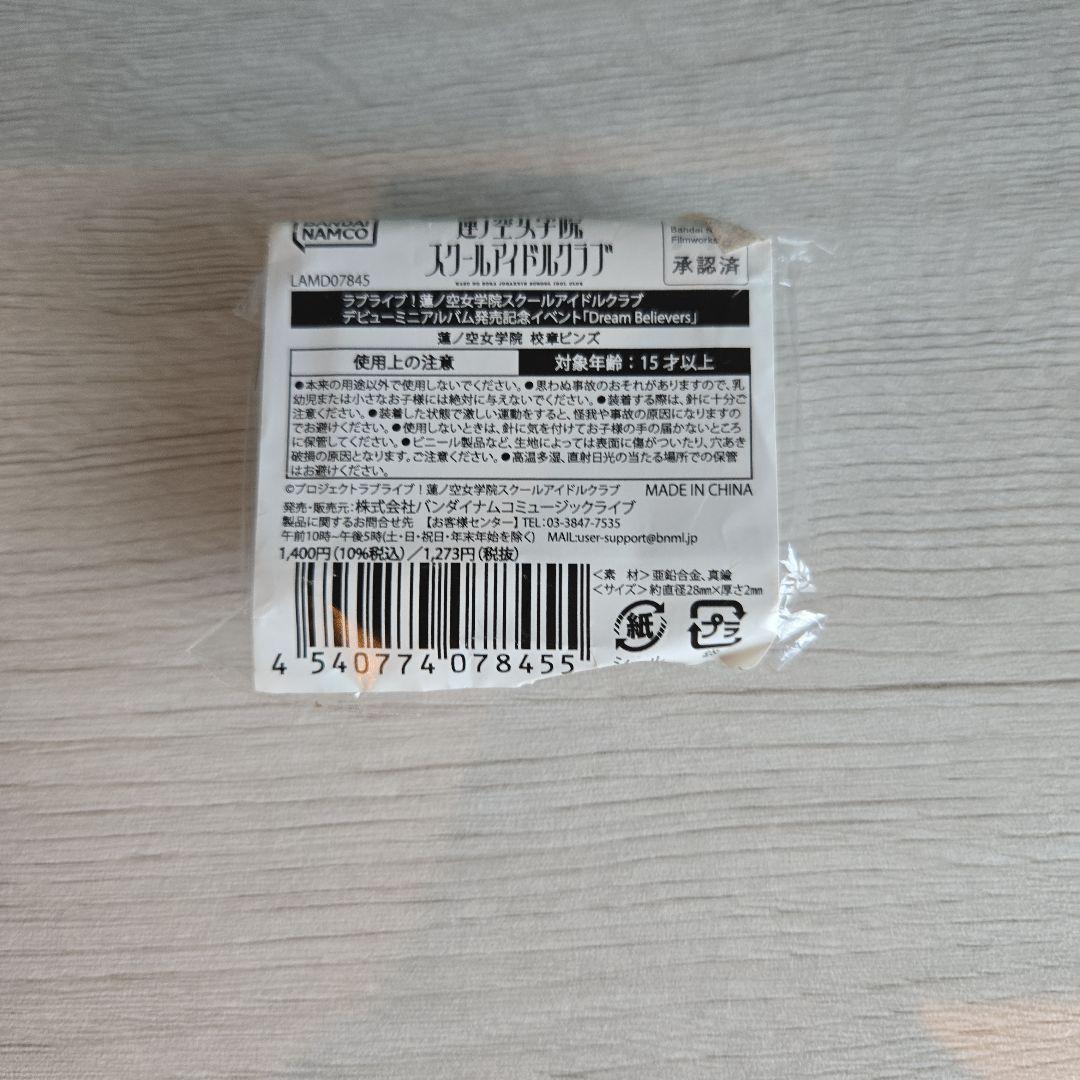 BANDAI
NAMCO
蓮ノ空女学院
スクールアイドルクラブ
HASU NO SORA JOGAKUIN SCHOOL IDOL CLUB
Bandai
Filmworks
承認済
LAMD07845
ラブライブ！蓮ノ空女学院スクールアイドルクラブ
デビューミニアルバム発売記念イベント「Dream Believers」
蓮ノ空女学院 校章ピンズ
使用上の注意
対象年齢：15才以上
●本来の用途以外で使用しないでください。●思わぬ事故のおそれがありますので、乳
幼児または小さなお子様には絶対に与えないでください。●装着する際は、針に十分ご
注意ください。●装着した状態で激しい運動をすると、怪我や事故の原因になりますの
でお避けください。●使用しないときは、針に気を付けてお子様の手の届かないところ
に保管してください。●ビニール製品など、生地によっては表面に傷がついたり、穴あき
破損の原因となります。ご注意ください。●高温多湿、直射日光の当たる場所での保管
はお避けください。
©プロジェクトラブライブ！蓮ノ空女学院スクールアイドルクラブ MADE IN CHINA
発売・販売元：株式会社バンダイナムコミュージックライブ
製品に関するお問合せ先 【お客様センター】TEL：03-3847-7535
午前10時～午後5時(土・日・祝日・年末年始を除く) MAIL:user-support@bnml.jp
1,400円(10%税込)／1,273円(税抜)
＜素 材＞亜鉛合金、真鍮
＜サイズ＞約直径28mm×厚さ2mm
紙
プラ
4 540774 078455